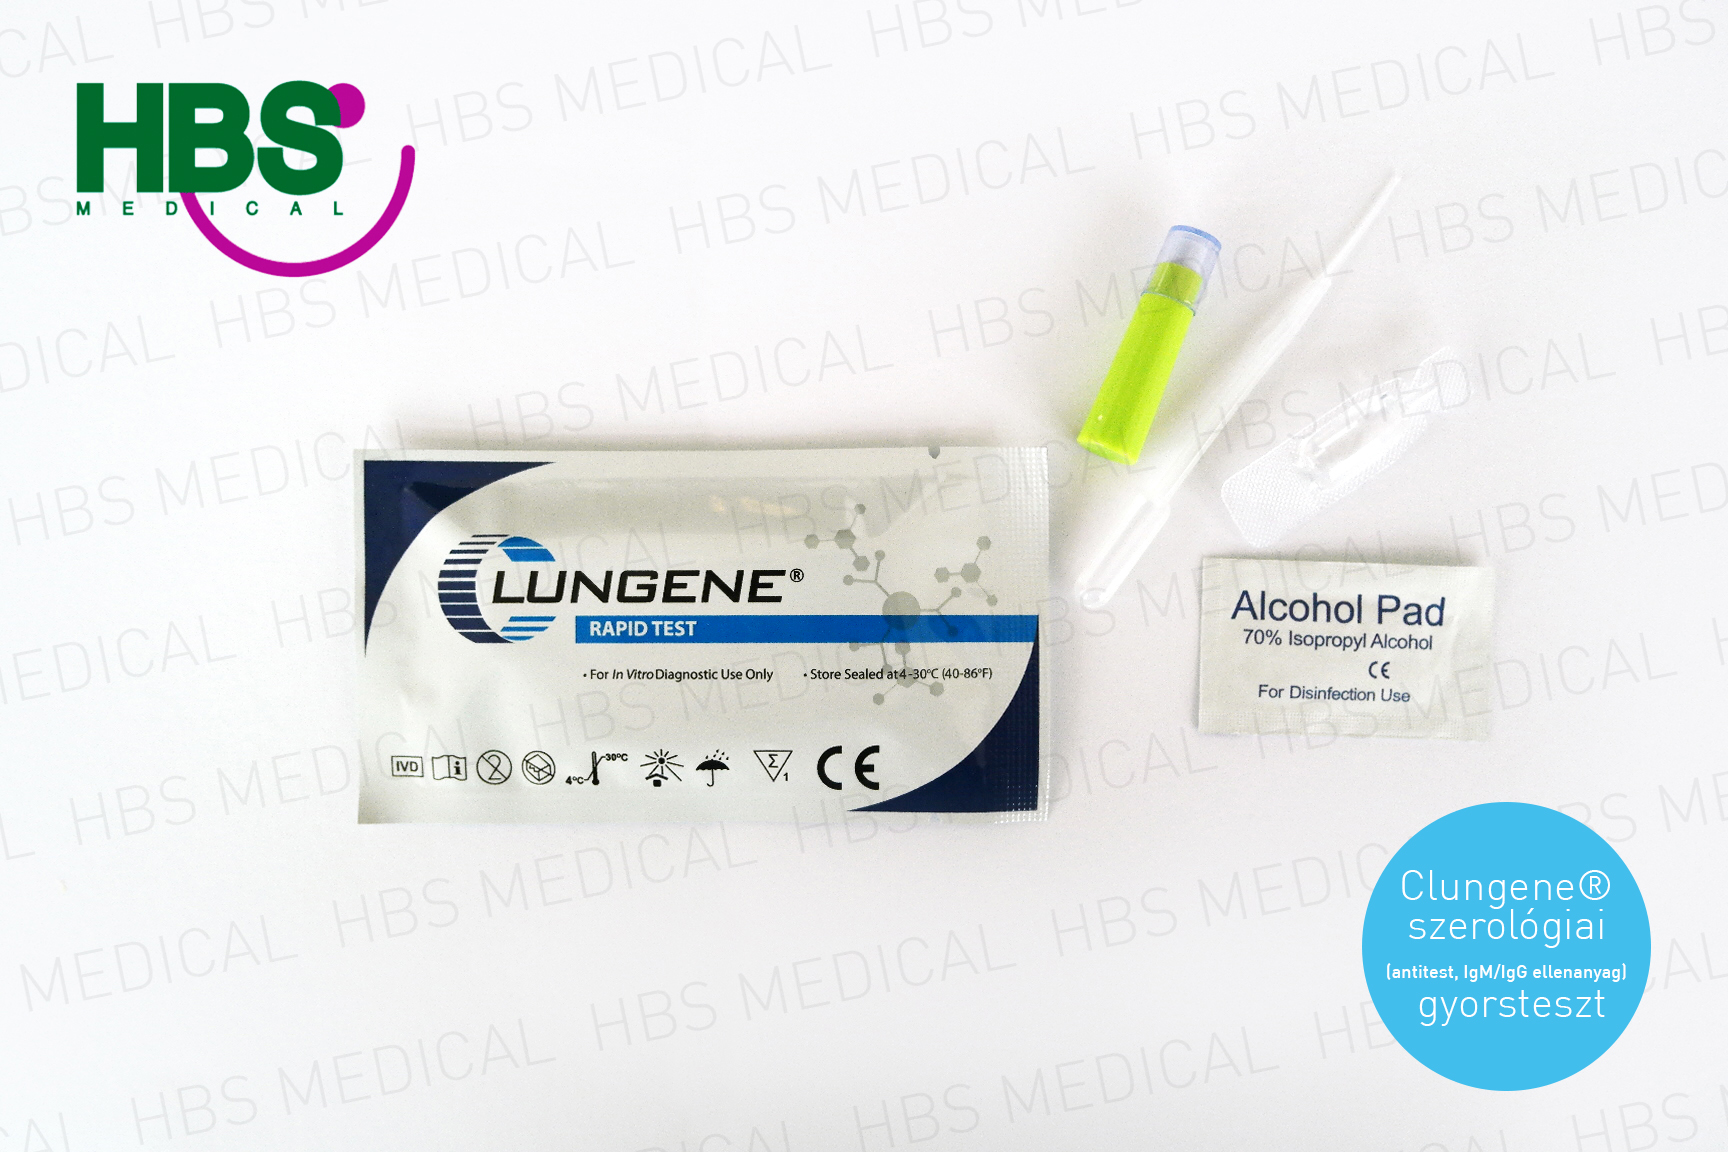 HBS
MEDICAL
CLUNGENE®
RAPID TEST
• For In Vitro Diagnostic Use Only • Store Sealed at 4-30°C (40-86°F)
IVD
i
2
4°C
30°C
Σ
1
CE
Alcohol Pad
70% Isopropyl Alcohol
CE
For Disinfection Use
Clungene®
szerológiai
(antitest, IgM/IgG ellenanyag)
gyorsteszt
HBS MEDICAL